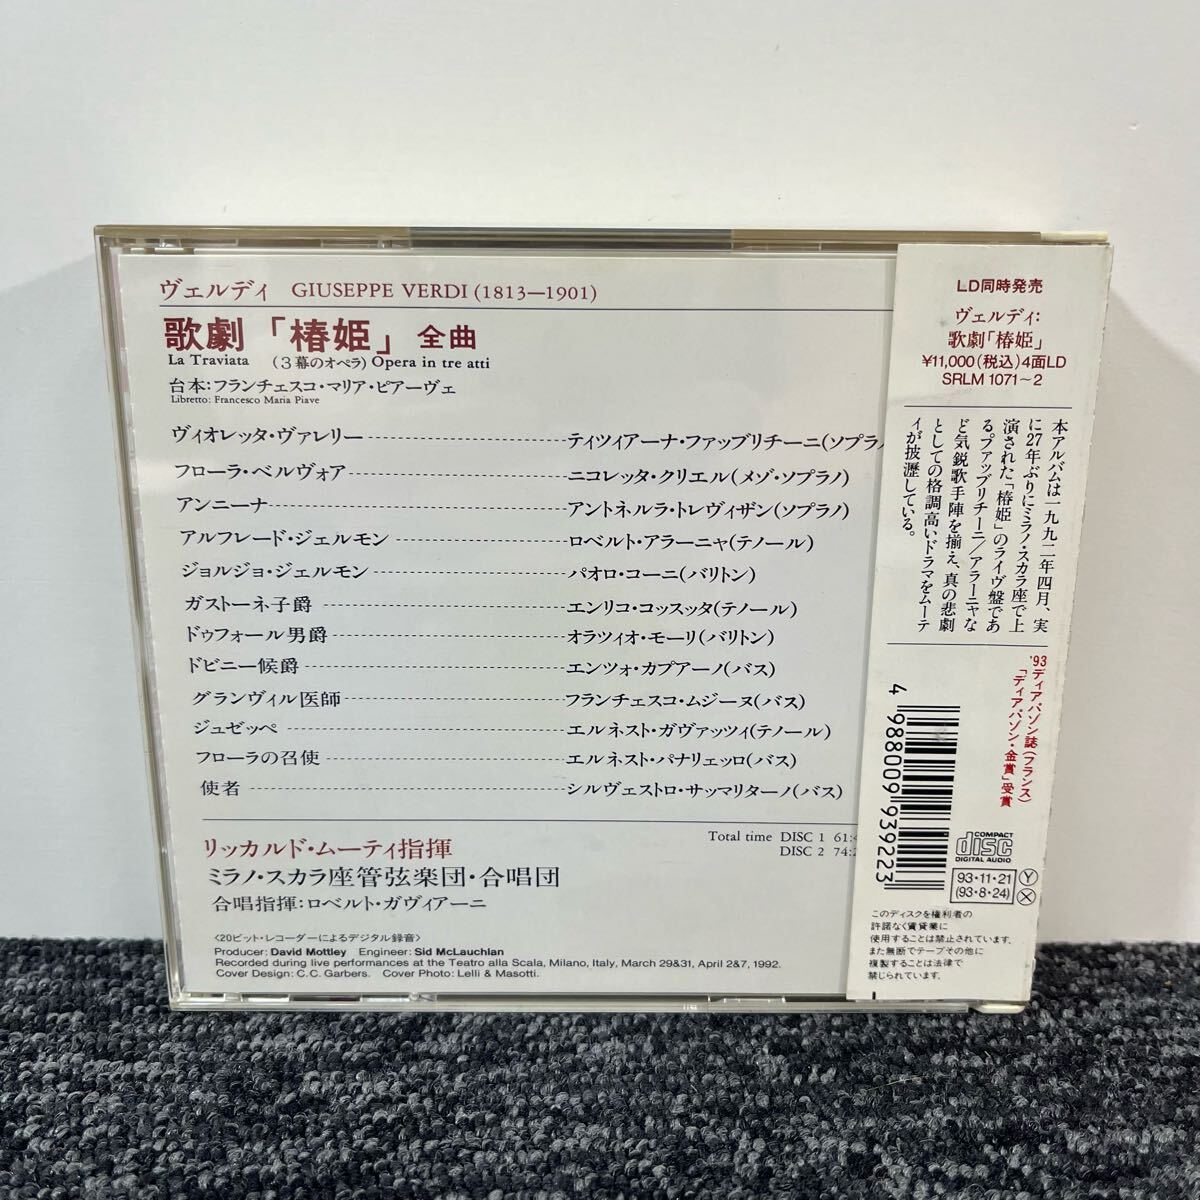 ヴェルディ GIUSEPPE VERDI (1813—1901)
歌劇「椿姫」全曲
La Traviata (3幕のオペラ) Opera in tre atti
台本:フランチェスコ・マリア・ピアーヴェ
Libretto: Francesco Maria Piave
ヴィオレッタ・ヴァレリー ティツィアーナ・ファッブリチーニ(ソプラノ
フローラ・ベルヴォア ニコレッタ・クリエル(メゾ・ソプラノ)
アンニーナ アントネルラ・トレヴィザン(ソプラノ)
アルフレード・ジェルモン ロベルト・アラーニャ(テノール)
ジョルジョ・ジェルモン パオロ・コーニ(バリトン)
ガストーネ子爵 エンリコ・コッスッタ(テノール)
ドゥフォール男爵 オラツィオ・モーリ(バリトン)
ドビニー候爵 エンツォ・カプアーノ(バス)
グランヴィル医師 フランチェスコ・ムジーヌ(バス)
ジュゼッペ エルネスト・ガヴァッツィ(テノール)
フローラの召使 エルネスト・パナリェッロ(バス)
使者 シルヴェストロ・サッマリターノ(バス)
Total time DISC 1 61:4
DISC 2 74:2
リッカルド・ムーティ指揮
ミラノ・スカラ座管弦楽団・合唱団
合唱指揮:ロベルト・ガヴィアーニ
〈20ビット・レコーダーによるデジタル録音〉
Producer: David Mottley Engineer: Sid McLauchlan
Recorded during live performances at the Teatro alla Scala, Milano, Italy, March 29&31, April 2&7, 1992.
Cover Design: C.C. Garbers. Cover Photo: Lelli & Masotti.
LD同時発売
ヴェルディ:
歌劇「椿姫」
¥11,000(税込)4面LD
SRLM 1071~2
本アルバムは一九九二年四月、実
に27年ぶりにミラノ・スカラ座で上
演された「椿姫」のライヴ盤であ
る。ファッブリチーニ／アラーニャな
ど気鋭歌手陣を揃え、真の悲劇
としての格調高いドラマをムーテ
ィが披瀝している。
'93ディアパゾン誌(フランス)
「ディアパゾン・金賞」受賞
4 988009 939223
COMPACT
disc
DIGITAL AUDIO
93・11・21 Y
(93・8・24) X
このディスクを権利者の
許諾なく賃貸業に
使用することは禁止されています。
また無断でテープその他に
複製することは法律で
禁じられています。